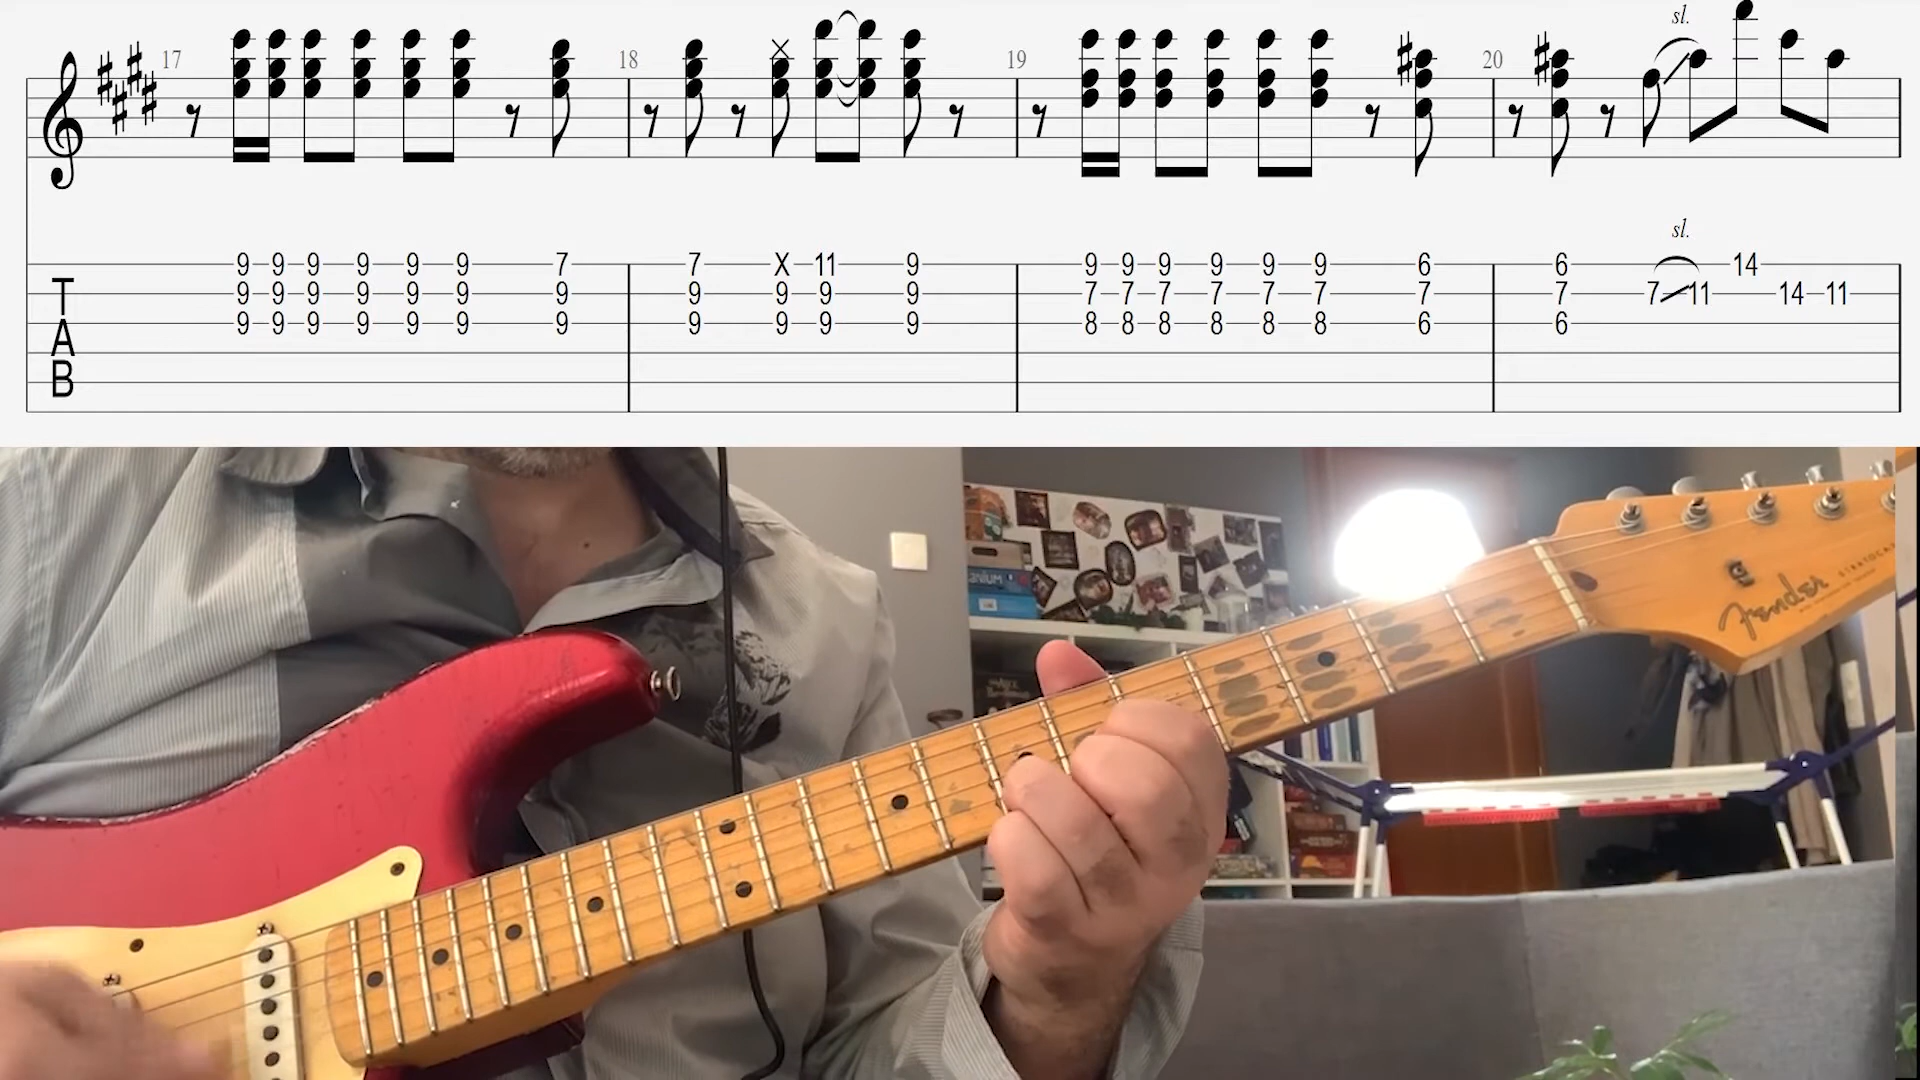 sl.
17 18 19 20
sl.
9 9 9 9 9 9 7 7 X 11 9 9 9 9 9 9 9 6 6 14
T 9 9 9 9 9 9 9 9 9 9 9 7 7 7 7 7 7 7 7 7 11 14 11
A 9 9 9 9 9 9 9 9 9 9 9 8 8 8 8 8 8 6 6
B
Fender